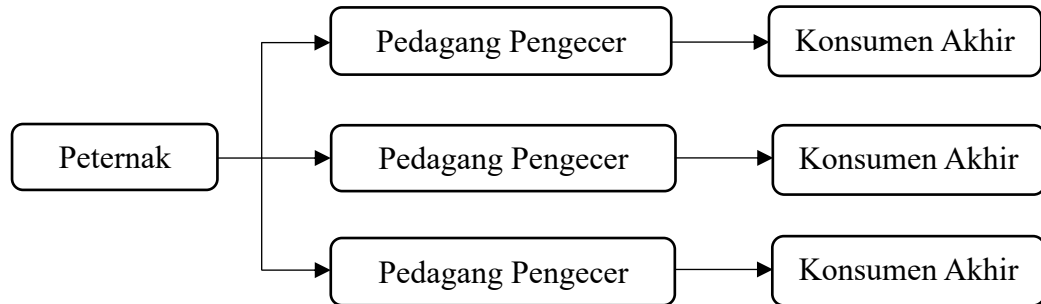 Pedagang Pengecer
Konsumen Akhir
Peternak
Pedagang Pengecer
Konsumen Akhir
Pedagang Pengecer
Konsumen Akhir